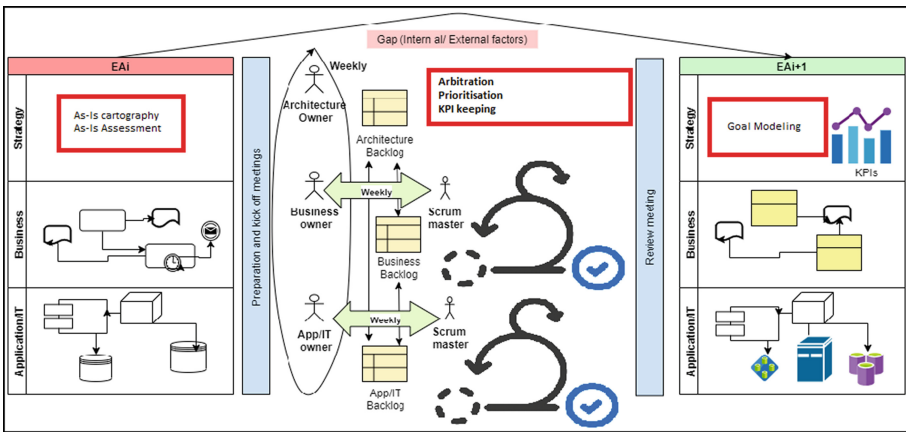 Gap (Intern al/ External factors)
EAi
Strategy
As-Is cartography
As-Is Assessment
Business
Application/IT
Preparation and kick off meetings
Weekly
Architecture
Owner
Architecture
Backlog
Arbitration
Prioritisation
KPI keeping
Business
owner
Weekly
Scrum
master
Business
Backlog
App/IT
owner
Weekly
Scrum
master
App/IT
Backlog
Review meeting
EAi+1
Strategy
Goal Modeling
KPIs
Business
Application/IT